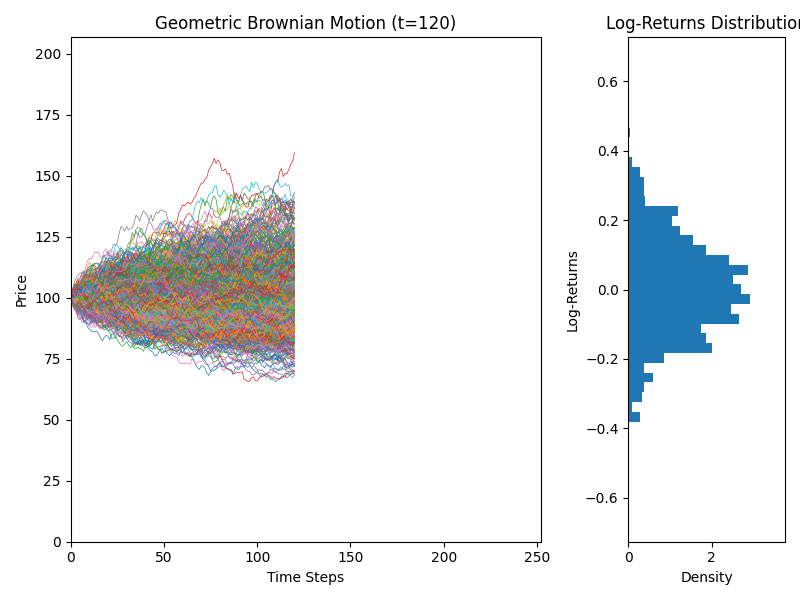 Geometric Brownian Motion (t=120)
Log-Returns Distribution
200
175
150
125
100
75
50
25
0
Price
0 50 100 150 200 250
Time Steps
0.6
0.4
0.2
0.0
−0.2
−0.4
−0.6
Log-Returns
0 2
Density